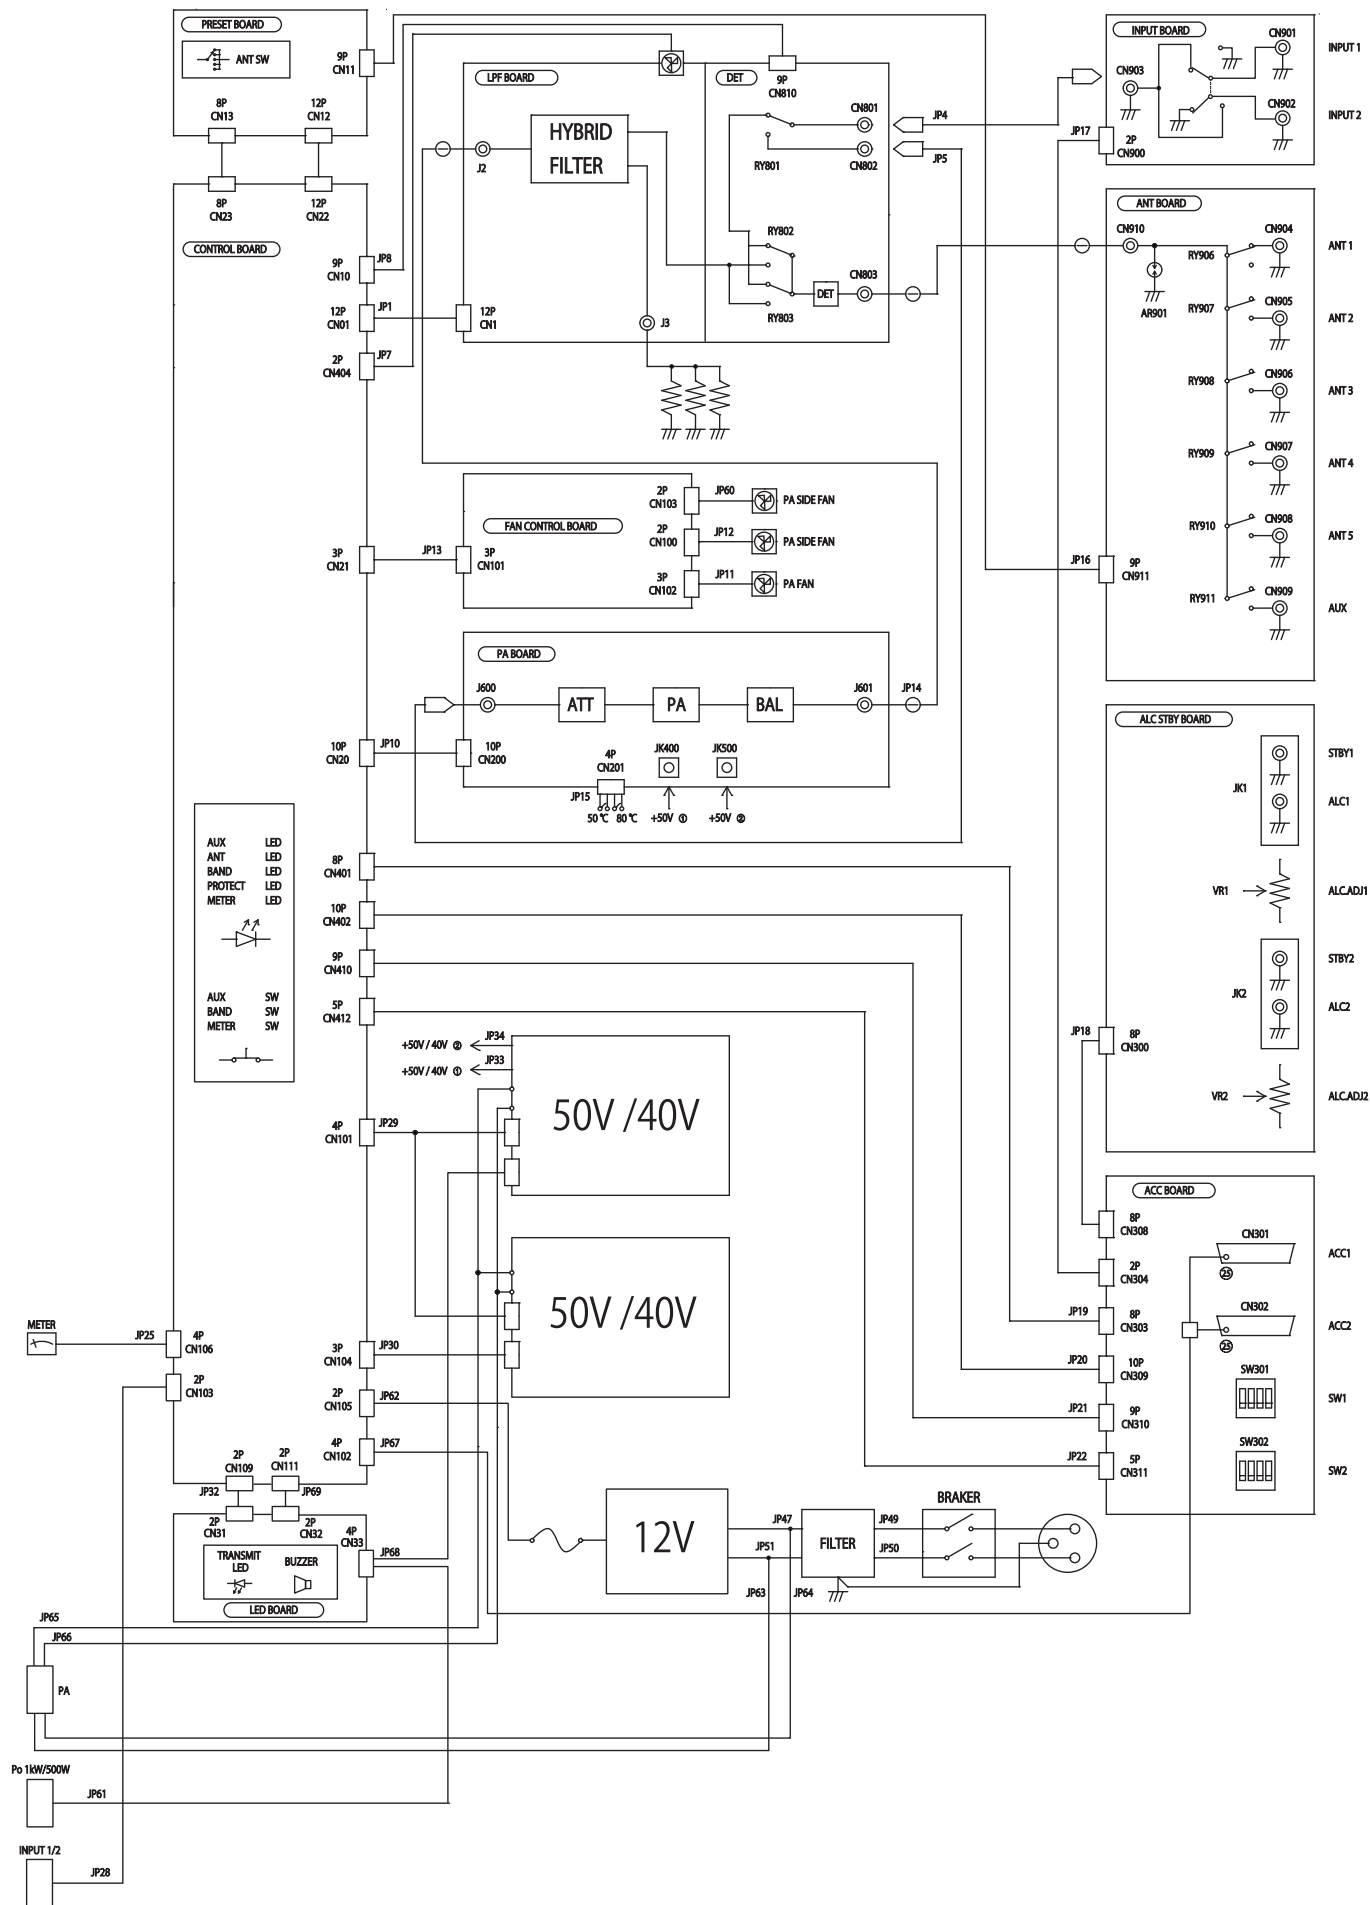 PRESET BOARD
ANT SW
9P
CN11
8P
CN13
12P
CN12
8P
CN23
12P
CN22
CONTROL BOARD
9P
CN10
JP8
12P
CN01
JP1
2P
CN404
JP7
LPF BOARD
HYBRID
FILTER
J2
12P
CN1
J3
DET
9P
CN810
CN801
CN802
RY801
RY802
RY803
DET
CN803
JP4
JP5
INPUT BOARD
CN903
CN901
CN902
INPUT 1
INPUT 2
JP17
2P
CN900
ANT BOARD
CN910
AR901
RY906
CN904
ANT 1
RY907
CN905
ANT 2
RY908
CN906
ANT 3
RY909
CN907
ANT 4
RY910
CN908
ANT 5
RY911
CN909
AUX
JP16
9P
CN911
3P
CN21
JP13
3P
CN101
FAN CONTROL BOARD
2P
CN103
JP60
PA SIDE FAN
2P
CN100
JP12
PA SIDE FAN
3P
CN102
JP11
PA FAN
PA BOARD
J600
ATT
PA
BAL
J601
JP14
10P
CN20
JP10
10P
CN200
4P
CN201
JP15
50 ℃ 80 ℃
JK400
+50V ①
JK500
+50V ②
ALC STBY BOARD
JK1
STBY1
ALC1
VR1
ALC.ADJ1
JK2
STBY2
ALC2
VR2
ALC.ADJ2
JP18
8P
CN300
AUX LED
ANT LED
BAND LED
PROTECT LED
METER LED
AUX SW
BAND SW
METER SW
8P
CN401
10P
CN402
9P
CN410
5P
CN412
+50V / 40V ②
JP34
+50V / 40V ①
JP33
50V /40V
4P
CN101
JP29
50V /40V
ACC BOARD
8P
CN308
2P
CN304
JP19
8P
CN303
JP20
10P
CN309
JP21
9P
CN310
JP22
5P
CN311
CN301
㉕
ACC1
CN302
㉕
ACC2
SW301
SW1
SW302
SW2
METER
JP25
4P
CN106
2P
CN103
3P
CN104
JP30
2P
CN105
JP62
4P
CN102
JP67
2P
CN109
2P
CN111
JP32
JP69
2P
CN31
2P
CN32
4P
CN33
JP68
TRANSMIT
LED
BUZZER
LED BOARD
12V
JP47
JP51
JP63
JP64
FILTER
JP49
JP50
BRAKER
JP65
JP66
PA
Po 1kW/500W
JP61
INPUT 1/2
JP28